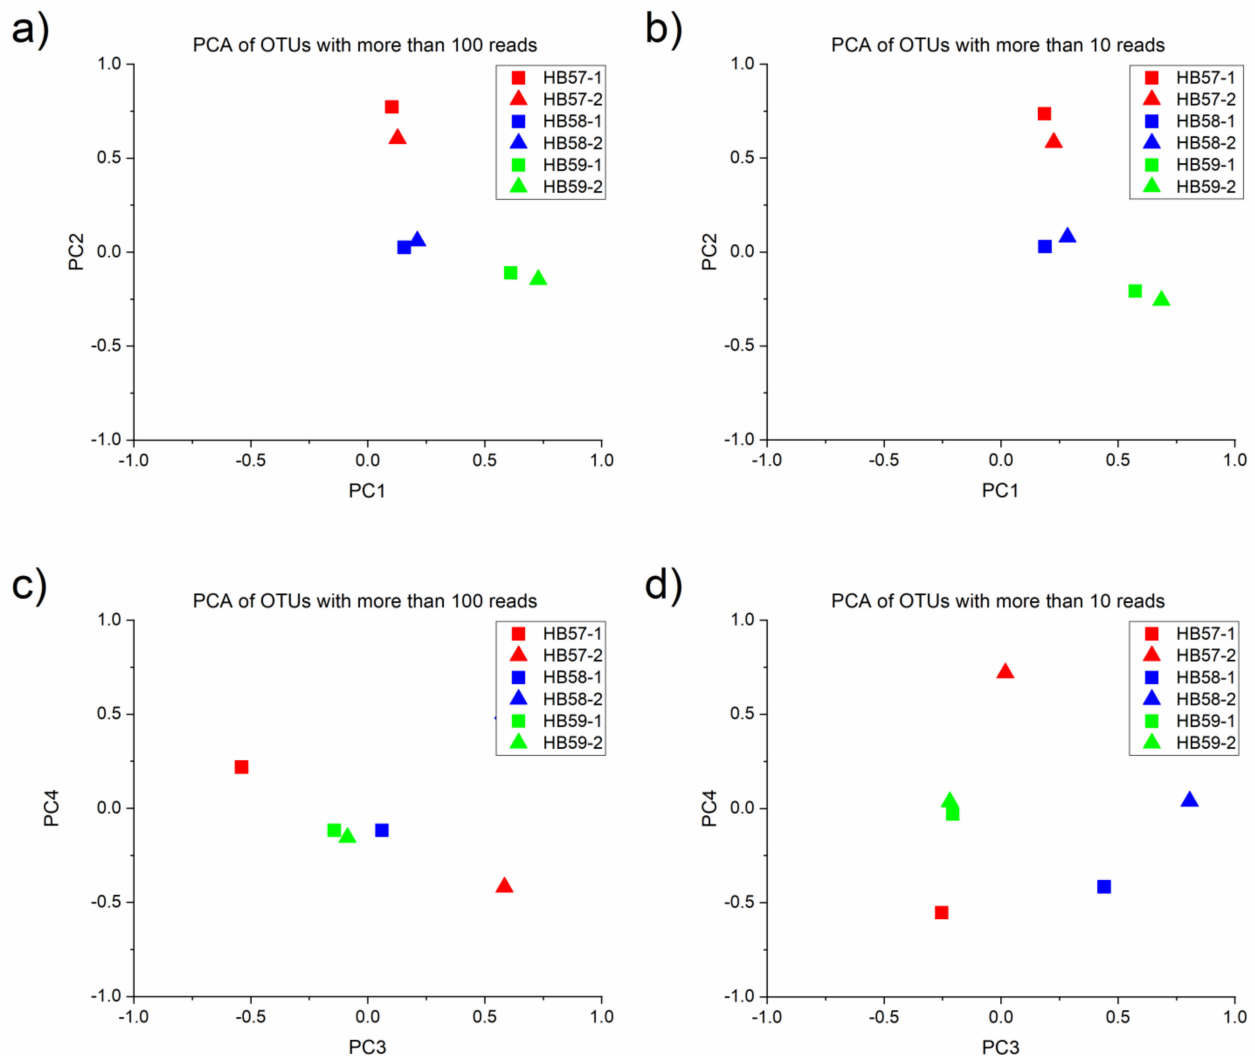 a)
PCA of OTUs with more than 100 reads
1.0
0.5
0.0
-0.5
-1.0
PC2
HB57-1
HB57-2
HB58-1
HB58-2
HB59-1
HB59-2
-1.0 -0.5 0.0 0.5 1.0
PC1
b)
PCA of OTUs with more than 10 reads
1.0
0.5
0.0
-0.5
-1.0
PC2
HB57-1
HB57-2
HB58-1
HB58-2
HB59-1
HB59-2
-1.0 -0.5 0.0 0.5 1.0
PC1
c)
PCA of OTUs with more than 100 reads
1.0
0.5
0.0
-0.5
-1.0
PC4
HB57-1
HB57-2
HB58-1
HB58-2
HB59-1
HB59-2
-1.0 -0.5 0.0 0.5 1.0
PC3
d)
PCA of OTUs with more than 10 reads
1.0
0.5
0.0
-0.5
-1.0
PC4
HB57-1
HB57-2
HB58-1
HB58-2
HB59-1
HB59-2
-1.0 -0.5 0.0 0.5 1.0
PC3